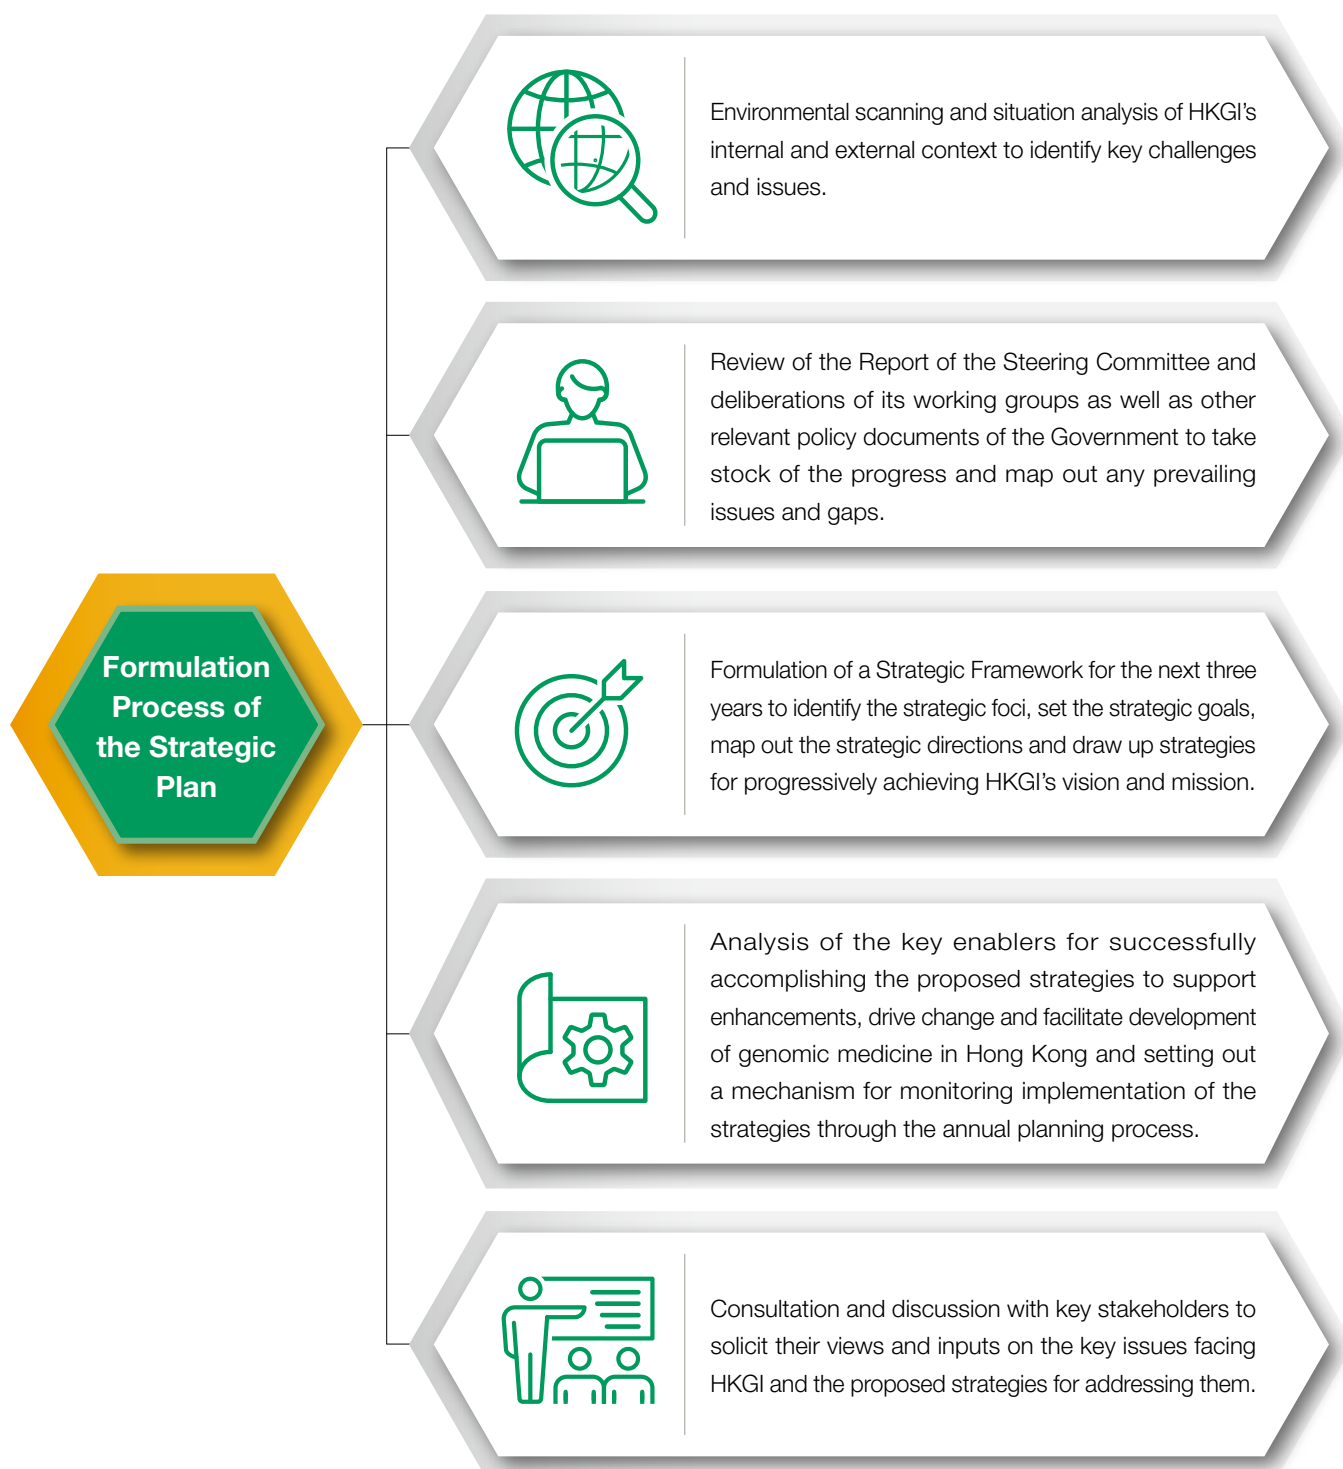 Formulation
Process of
the Strategic
Plan
Environmental scanning and situation analysis of HKGI’s
internal and external context to identify key challenges
and issues.
Review of the Report of the Steering Committee and
deliberations of its working groups as well as other
relevant policy documents of the Government to take
stock of the progress and map out any prevailing
issues and gaps.
Formulation of a Strategic Framework for the next three
years to identify the strategic foci, set the strategic goals,
map out the strategic directions and draw up strategies
for progressively achieving HKGI’s vision and mission.
Analysis of the key enablers for successfully
accomplishing the proposed strategies to support
enhancements, drive change and facilitate development
of genomic medicine in Hong Kong and setting out
a mechanism for monitoring implementation of the
strategies through the annual planning process.
Consultation and discussion with key stakeholders to
solicit their views and inputs on the key issues facing
HKGI and the proposed strategies for addressing them.